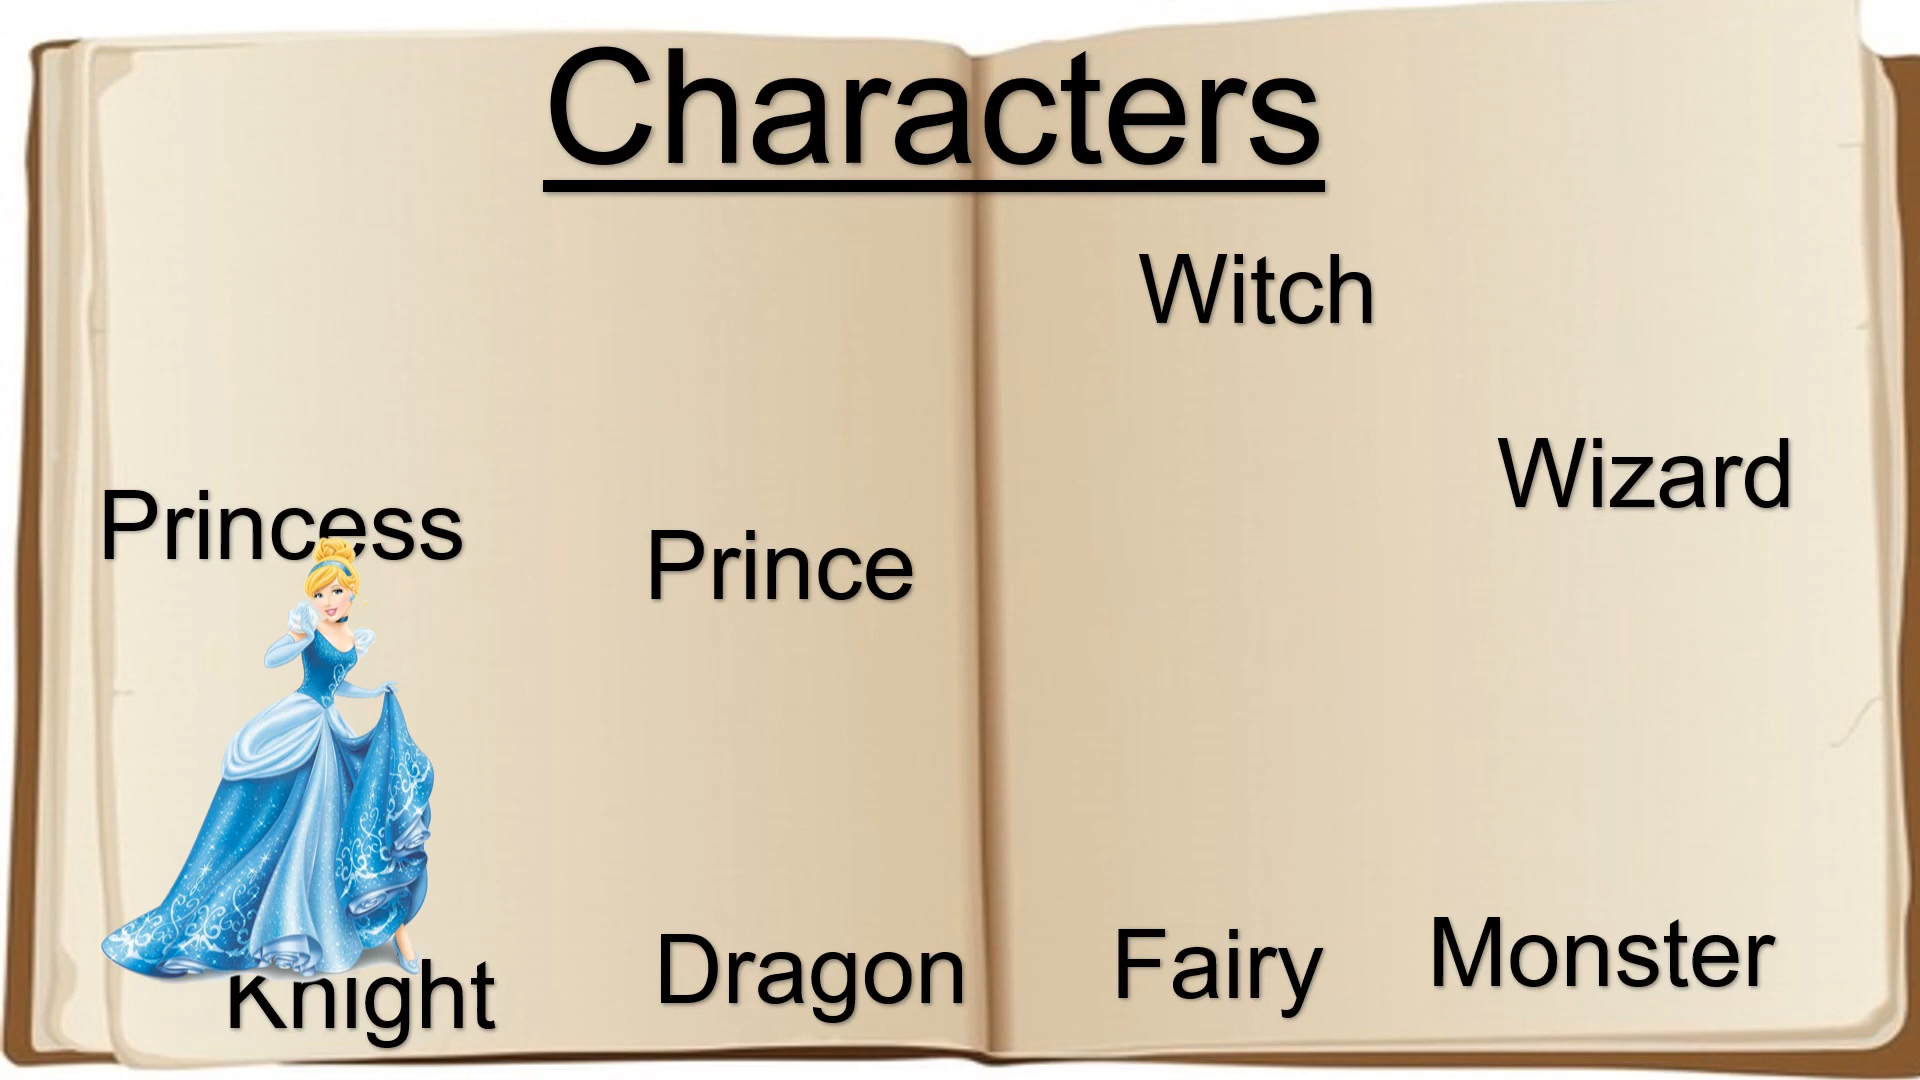 Characters
Witch
Wizard
Princess
Prince
Knight
Dragon
Fairy
Monster